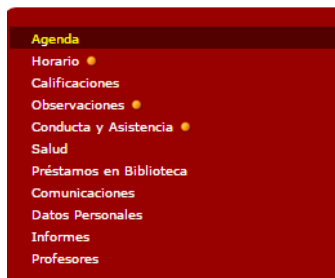 Agenda
Horario
Calificaciones
Observaciones
Conducta y Asistencia
Salud
Préstamos en Biblioteca
Comunicaciones
Datos Personales
Informes
Profesores